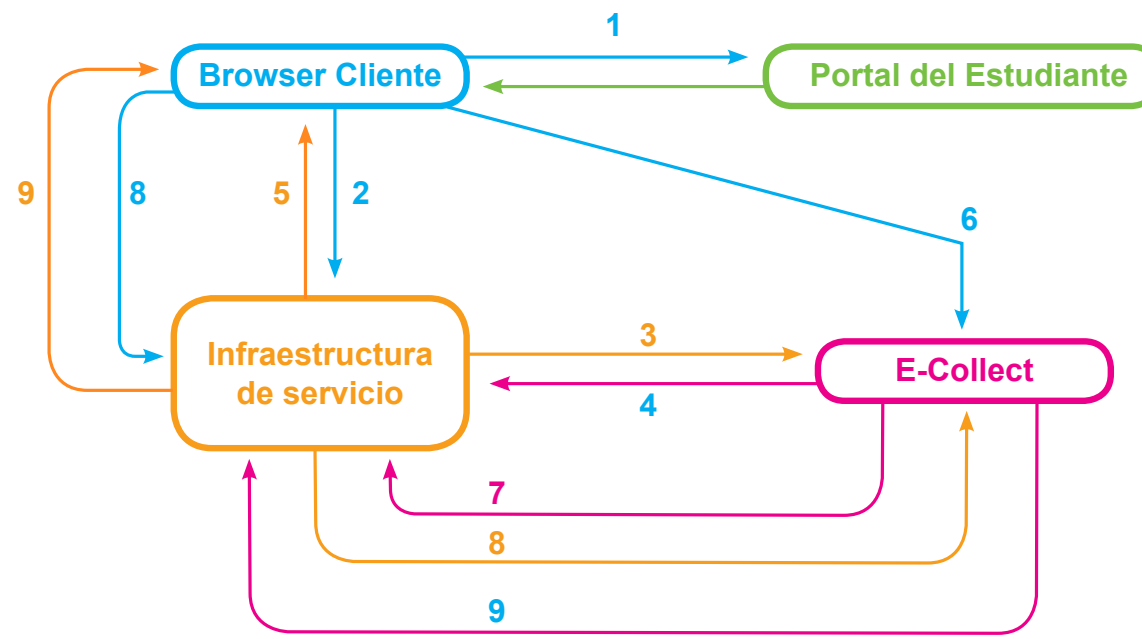 1
Browser Cliente
Portal del Estudiante
9
8
5
2
6
Infraestructura
de servicio
3
E-Collect
4
7
8
9